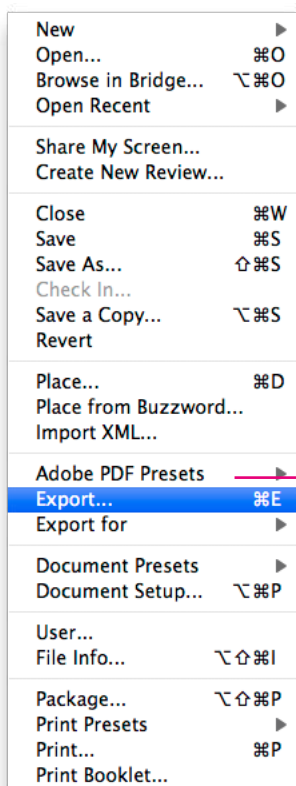 New ▶
Open... ⌘O
Browse in Bridge... ⌥⌘O
Open Recent ▶
Share My Screen...
Create New Review...
Close ⌘W
Save ⌘S
Save As... ⇧⌘S
Check In...
Save a Copy... ⌥⌘S
Revert
Place... ⌘D
Place from Buzzword...
Import XML...
Adobe PDF Presets ▶
Export... ⌘E
Export for ▶
Document Presets ▶
Document Setup... ⌥⌘P
User...
File Info... ⌥⇧⌘I
Package... ⌥⇧⌘P
Print Presets ▶
Print... ⌘P
Print Booklet...